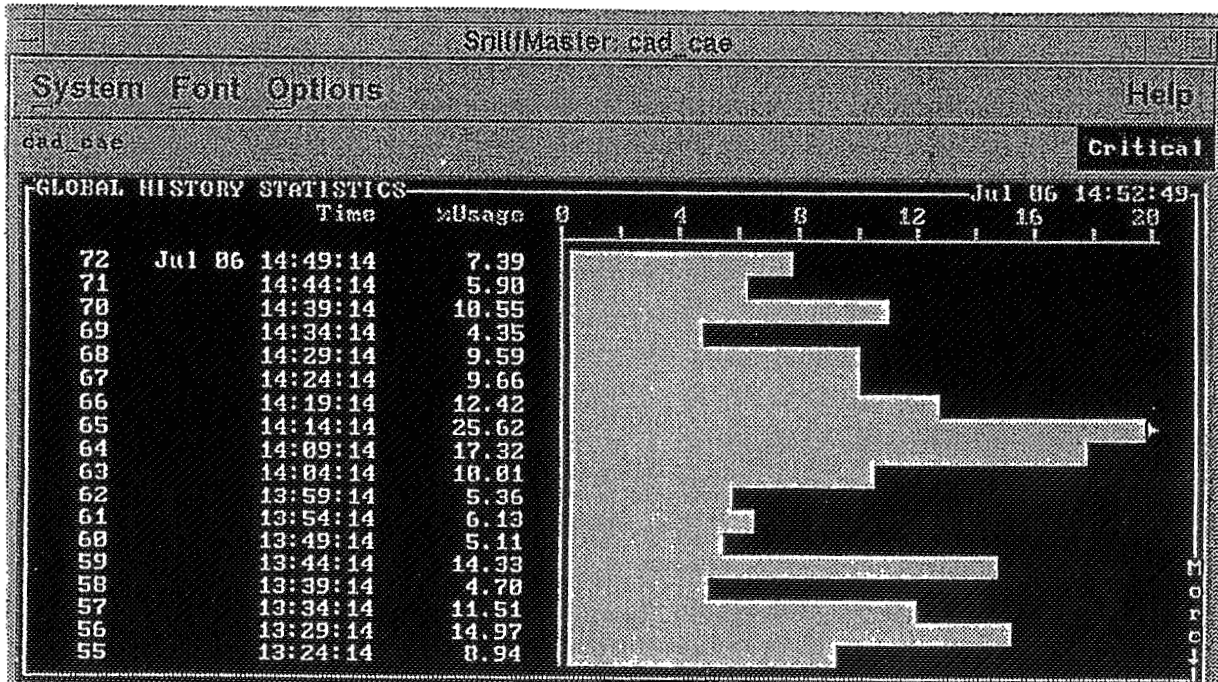 SniffMaster: cad_cae
System Font Options Help
cad_cae Critical
GLOBAL HISTORY STATISTICS Jul 06 14:52:49
Time %Usage 0 4 8 12 16 20
72 Jul 06 14:49:14 7.39
71 14:44:14 5.90
70 14:39:14 10.55
69 14:34:14 4.35
68 14:29:14 9.59
67 14:24:14 9.66
66 14:19:14 12.42
65 14:14:14 25.62
64 14:09:14 17.32
63 14:04:14 10.01
62 13:59:14 5.36
61 13:54:14 6.13
60 13:49:14 5.11
59 13:44:14 14.33
58 13:39:14 4.70
57 13:34:14 11.51
56 13:29:14 14.97
55 13:24:14 8.94
More↓